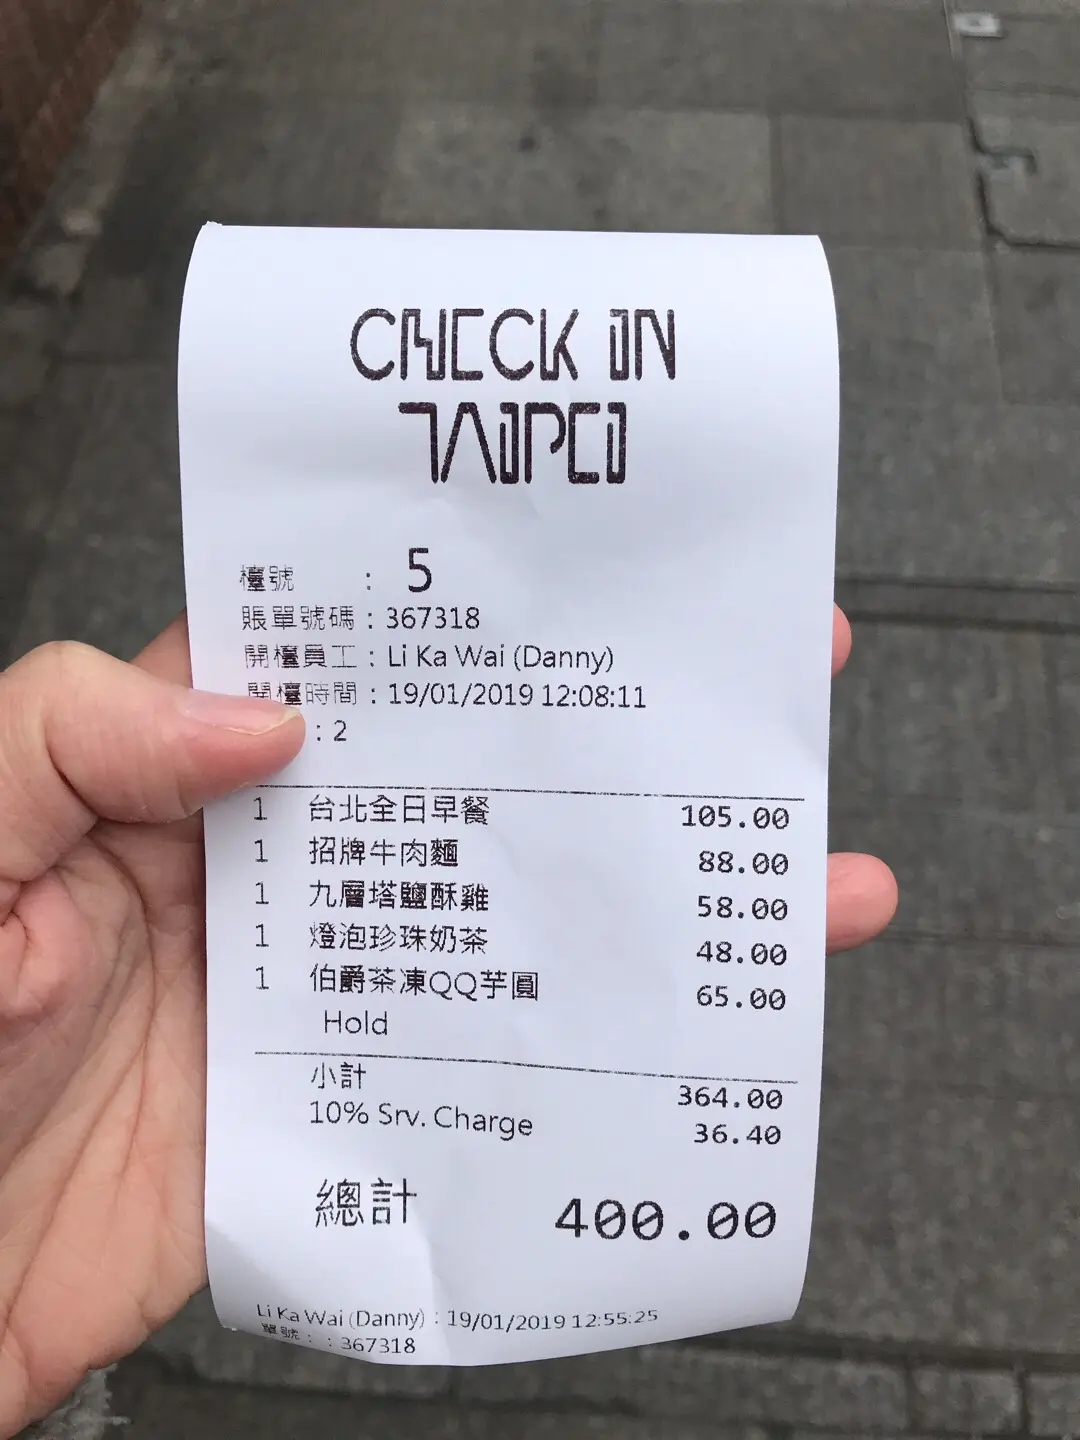 CHECK IN
TAIPEI
檯號 : 5
賬單號碼 : 367318
開檯員工 : Li Ka Wai (Danny)
開檯時間 : 19/01/2019 12:08:11
: 2
1 台北全日早餐 105.00
1 招牌牛肉麵 88.00
1 九層塔鹽酥雞 58.00
1 燈泡珍珠奶茶 48.00
1 伯爵茶凍QQ芋圓 65.00
Hold
小計 364.00
10% Srv. Charge 36.40
總計 400.00
Li Ka Wai (Danny) : 19/01/2019 12:55:25
單號: : 367318